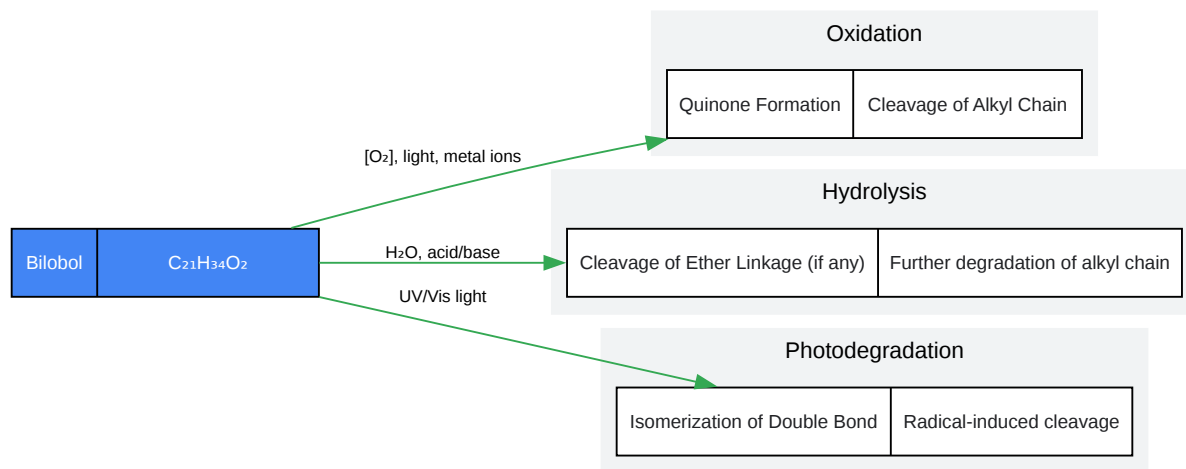 Oxidation
Quinone Formation
Cleavage of Alkyl Chain
[O₂], light, metal ions
Hydrolysis
Bilobol
C₂₁H₃₄O₂
H₂O, acid/base
Cleavage of Ether Linkage (if any)
Further degradation of alkyl chain
UV/Vis light
Photodegradation
Isomerization of Double Bond
Radical-induced cleavage